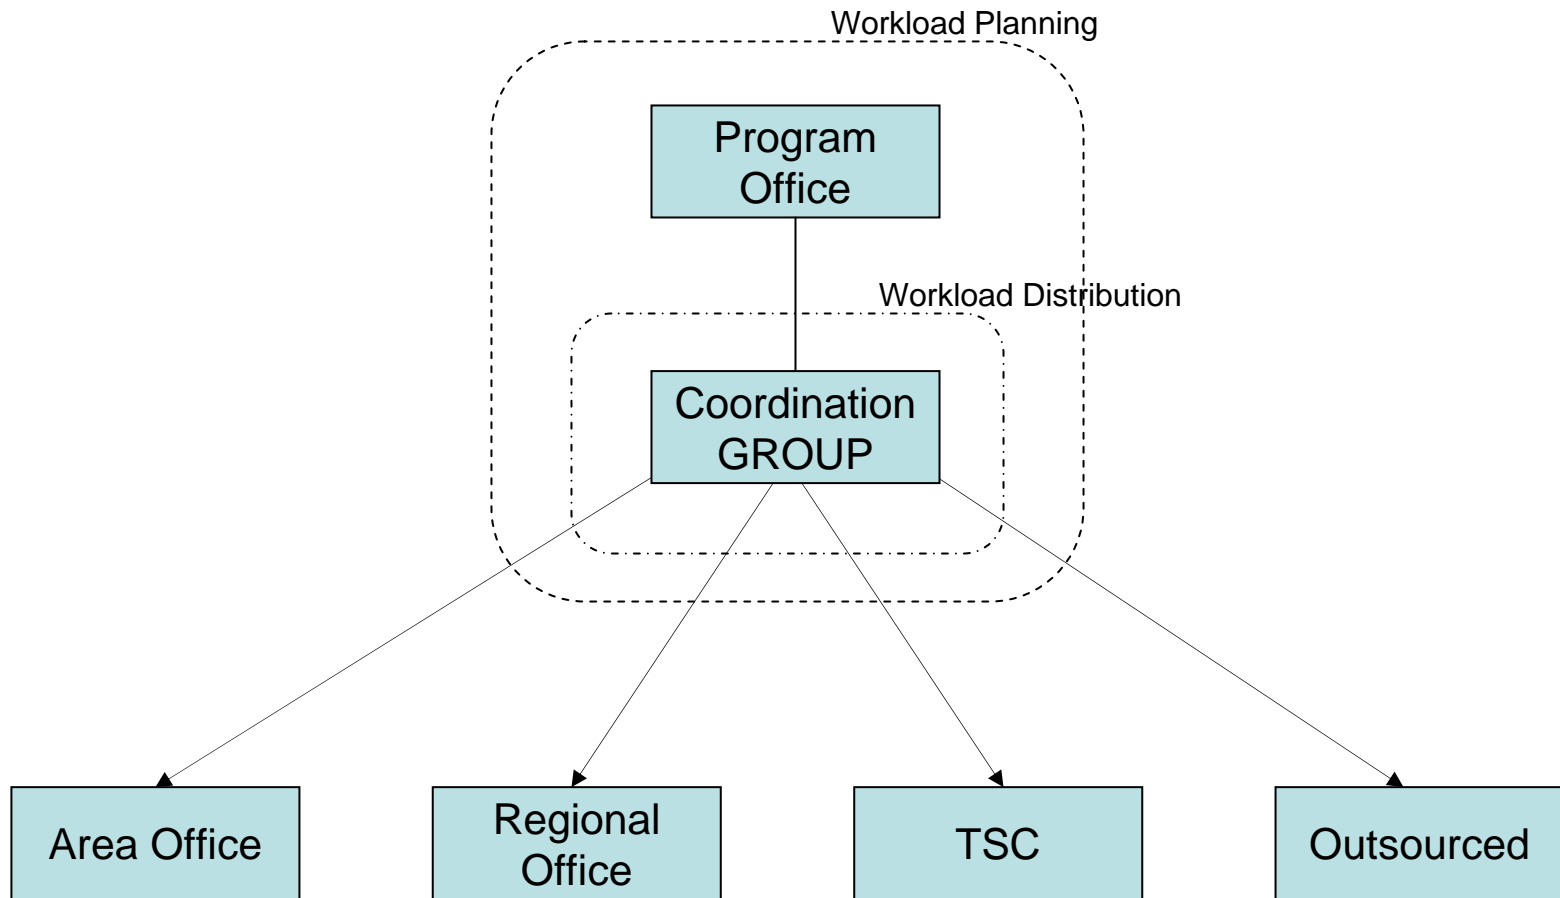 Workload Planning
Program
Office
Workload Distribution
Coordination
GROUP
Area Office
Regional
Office
TSC
Outsourced